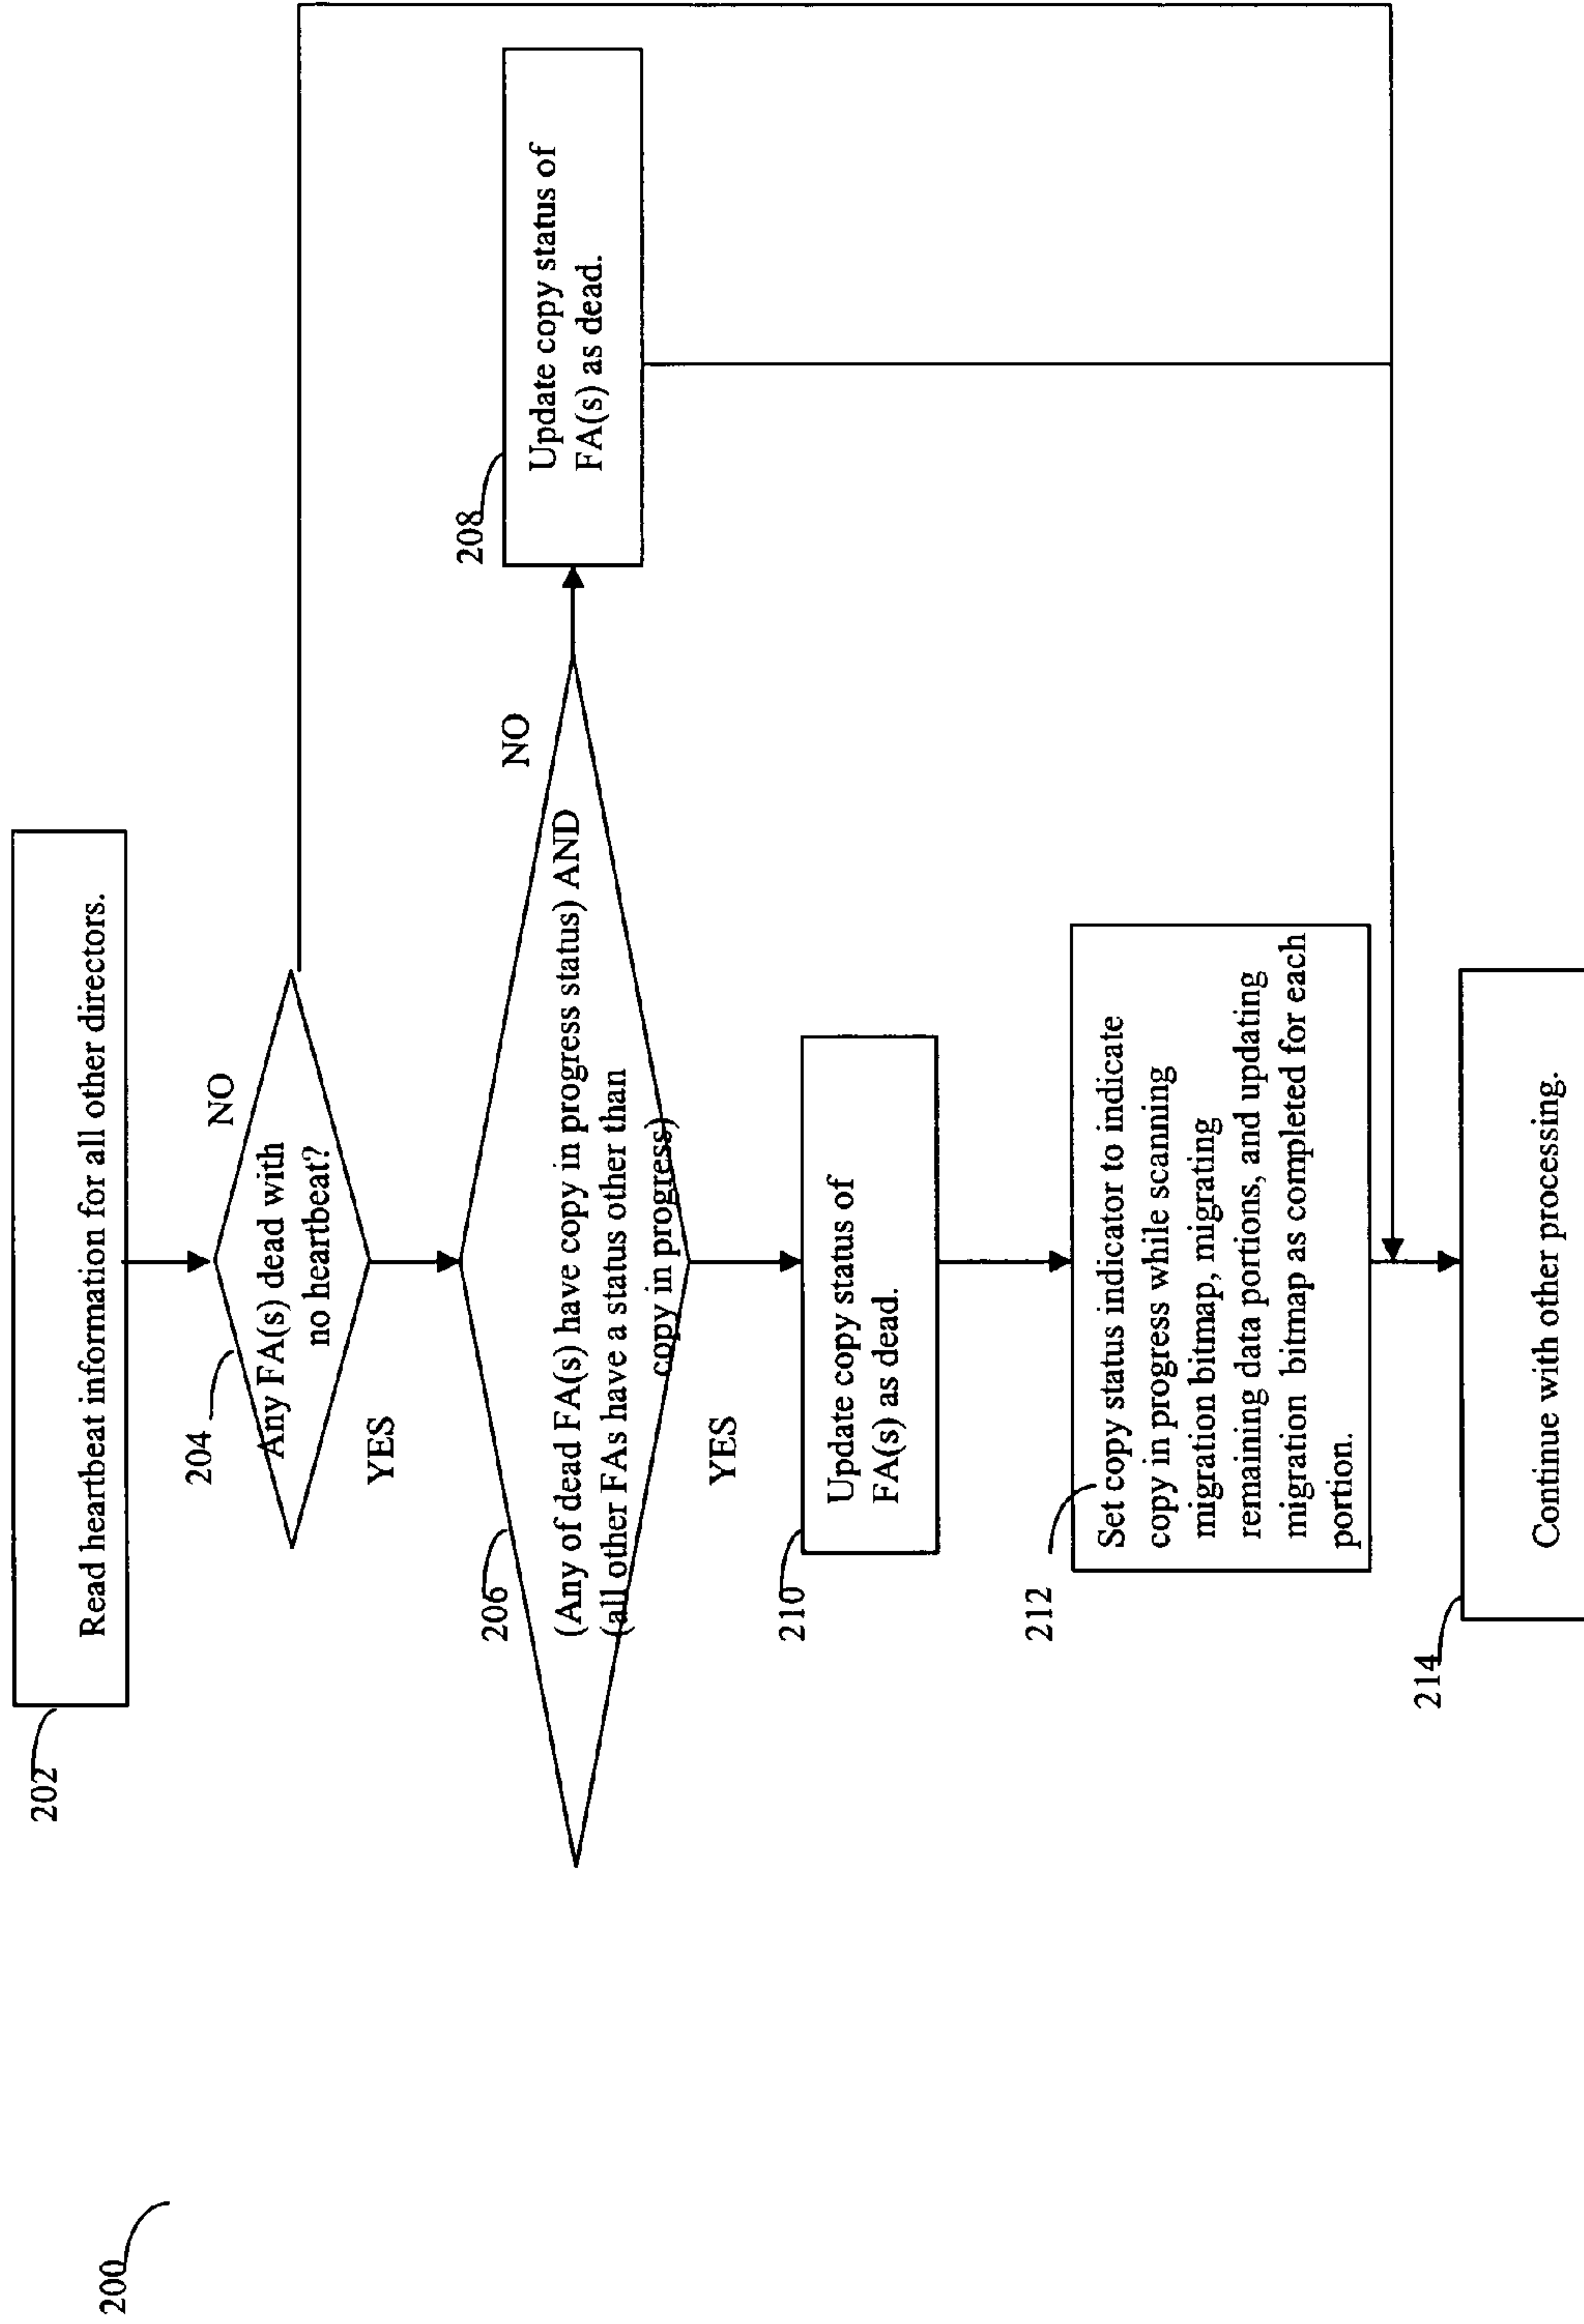 200
202
Read heartbeat information for all other directors.
204
NO
Any FA(s) dead with
no heartbeat?
YES
206
NO
(Any of dead FA(s) have copy in progress status) AND
(all other FAs have a status other than
copy in progress)
208
Update copy status of
FA(s) as dead.
YES
210
Update copy status of
FA(s) as dead.
212
Set copy status indicator to indicate
copy in progress while scanning
migration bitmap, migrating
remaining data portions, and updating
migration bitmap as completed for each
portion.
214
Continue with other processing.